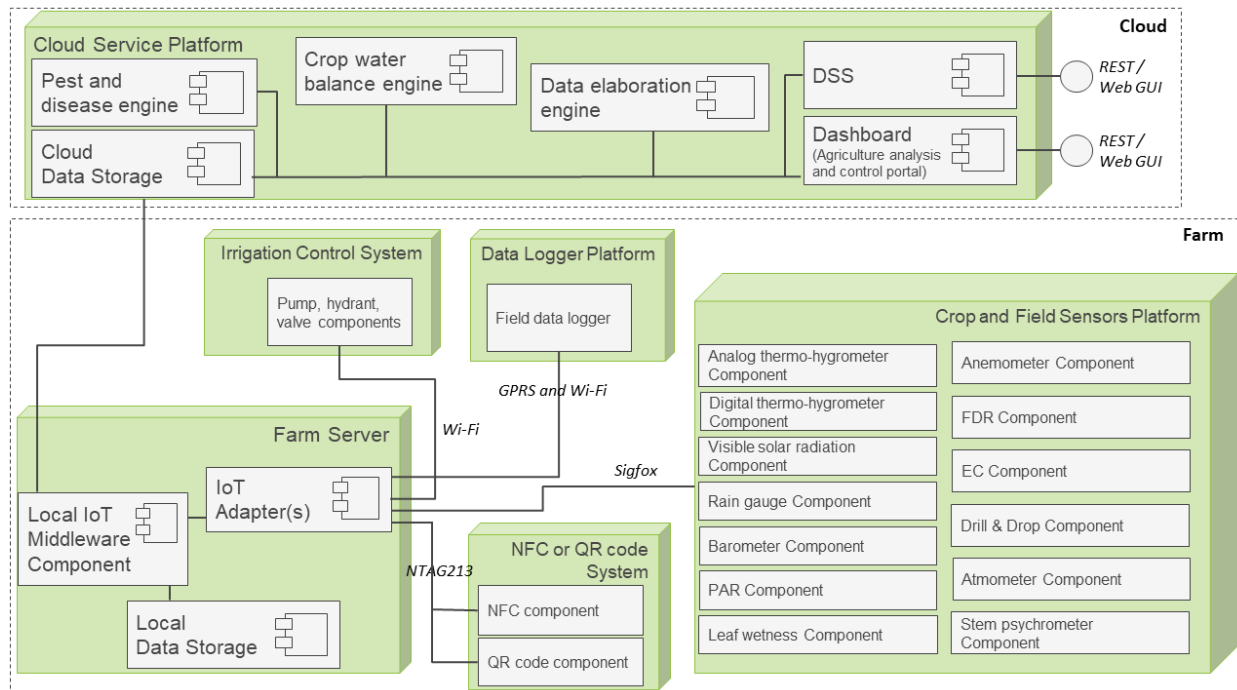 Cloud
Cloud Service Platform
Pest and
disease engine
Crop water
balance engine
Data elaboration
engine
DSS
REST /
Web GUI
Cloud
Data Storage
Dashboard
(Agriculture analysis
and control portal)
REST /
Web GUI
Farm
Irrigation Control System
Pump, hydrant,
valve components
Data Logger Platform
Field data logger
GPRS and Wi-Fi
Wi-Fi
Sigfox
NTAG213
Farm Server
IoT
Adapter(s)
Local IoT
Middleware
Component
Local
Data Storage
NFC or QR code
System
NFC component
QR code component
Crop and Field Sensors Platform
Analog thermo-hygrometer
Component
Digital thermo-hygrometer
Component
Visible solar radiation
Component
Rain gauge Component
Barometer Component
PAR Component
Leaf wetness Component
Anemometer Component
FDR Component
EC Component
Drill & Drop Component
Atmometer Component
Stem psychrometer
Component